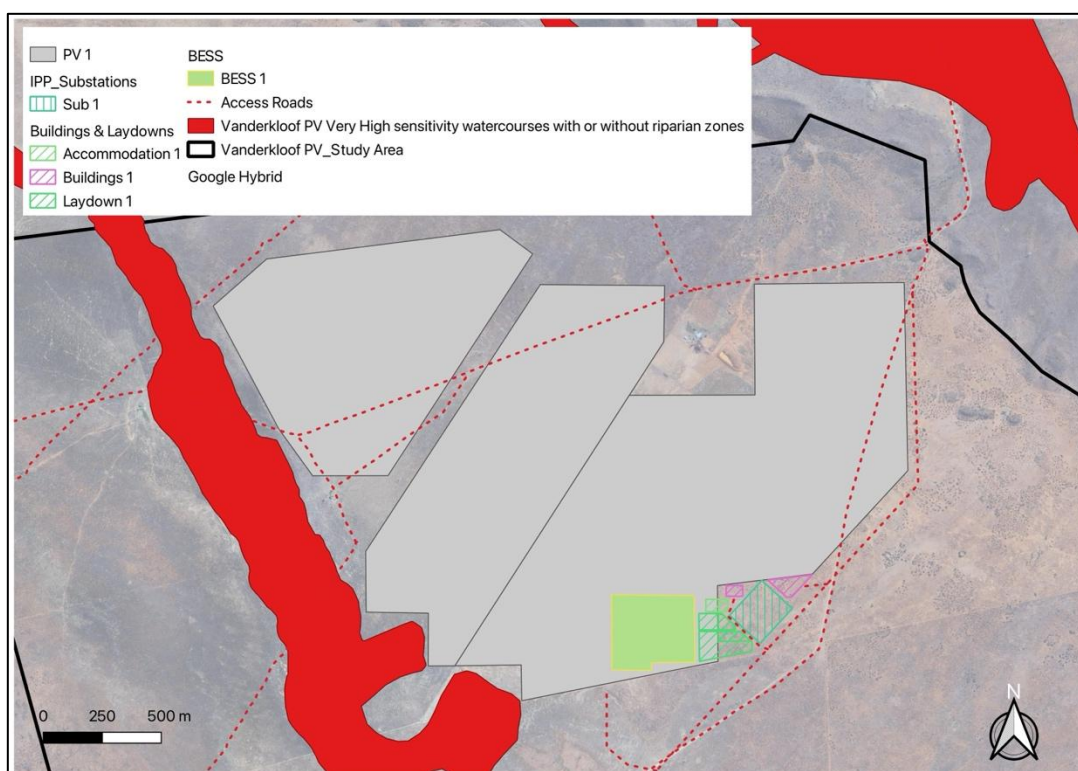 PV 1
IPP_Substations
Sub 1
Buildings & Laydowns
Accommodation 1
Buildings 1
Laydown 1
BESS
BESS 1
Access Roads
Vanderkloof PV Very High sensitivity watercourses with or without riparian zones
Vanderkloof PV_Study Area
Google Hybrid
0 250 500 m
N